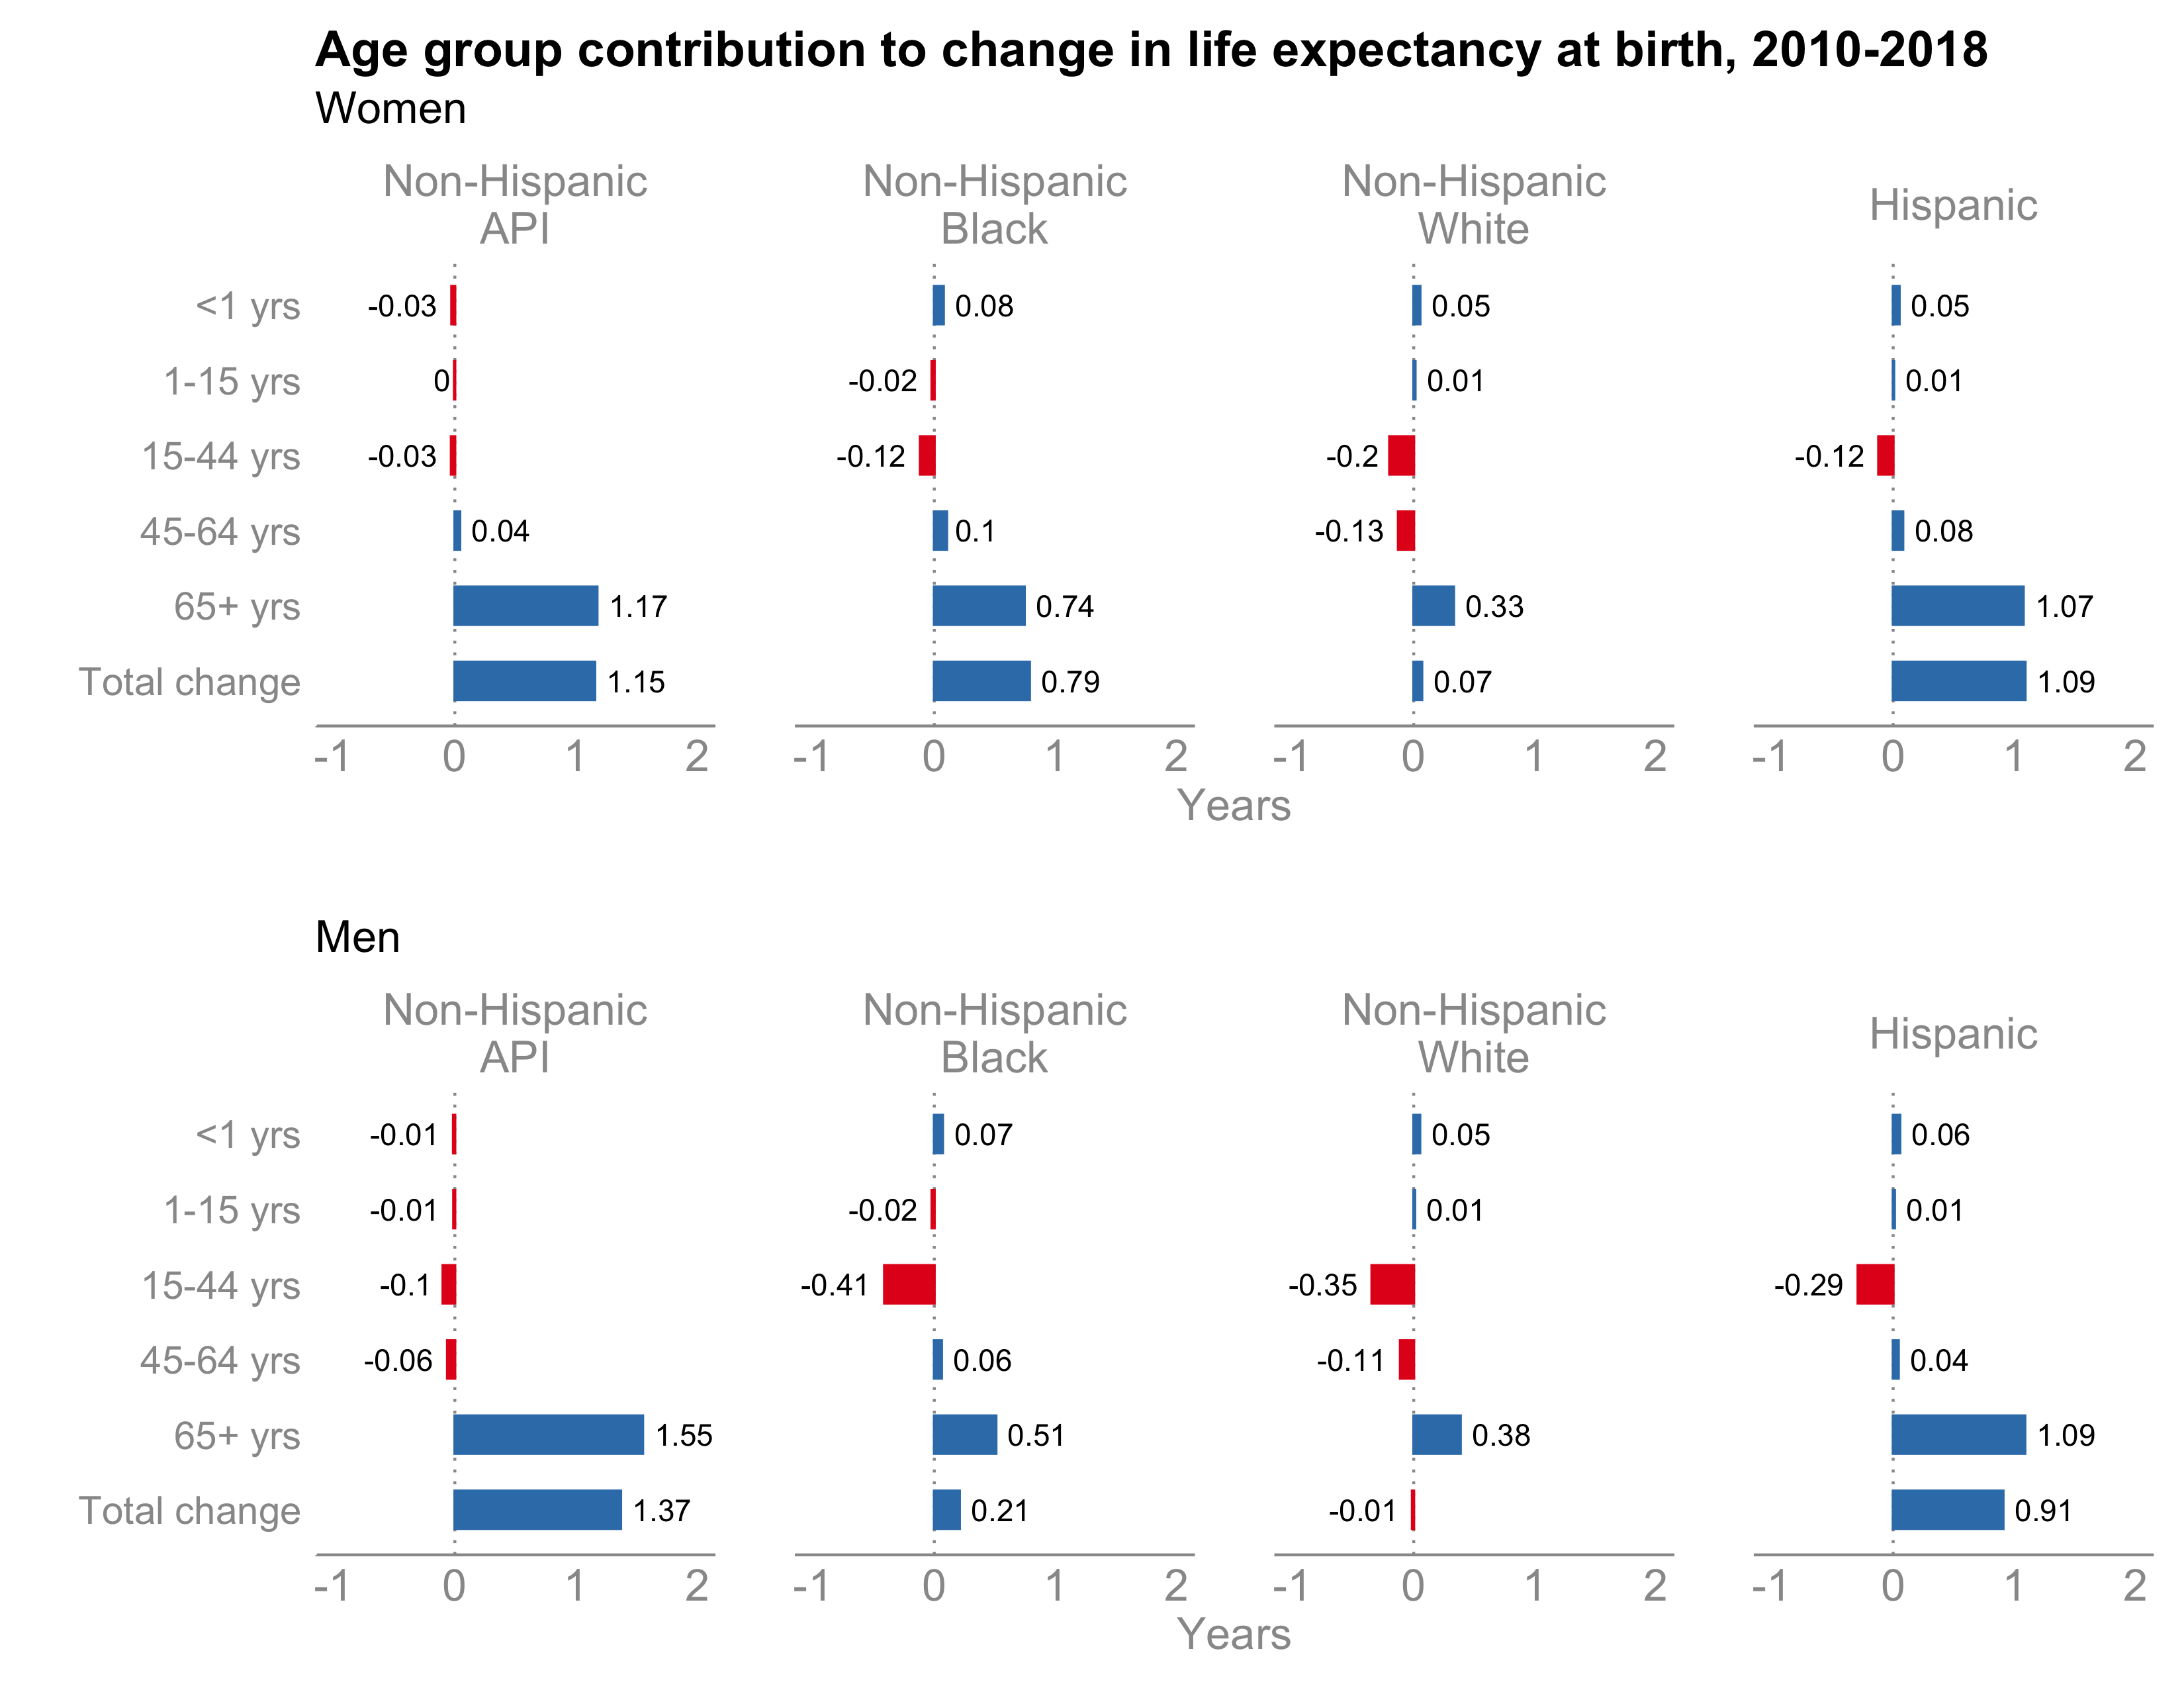 Age group contribution to change in life expectancy at birth, 2010-2018
Women
Non-Hispanic API
Non-Hispanic Black
Non-Hispanic White
Hispanic
<1 yrs -0.03 0.08 0.05 0.05
1-15 yrs 0 -0.02 0.01 0.01
15-44 yrs -0.03 -0.12 -0.2 -0.12
45-64 yrs 0.04 0.1 -0.13 0.08
65+ yrs 1.17 0.74 0.33 1.07
Total change 1.15 0.79 0.07 1.09
-1 0 1 2 -1 0 1 2 -1 0 1 2 -1 0 1 2
Years
Men
Non-Hispanic API
Non-Hispanic Black
Non-Hispanic White
Hispanic
<1 yrs -0.01 0.07 0.05 0.06
1-15 yrs -0.01 -0.02 0.01 0.01
15-44 yrs -0.1 -0.41 -0.35 -0.29
45-64 yrs -0.06 0.06 -0.11 0.04
65+ yrs 1.55 0.51 0.38 1.09
Total change 1.37 0.21 -0.01 0.91
-1 0 1 2 -1 0 1 2 -1 0 1 2 -1 0 1 2
Years